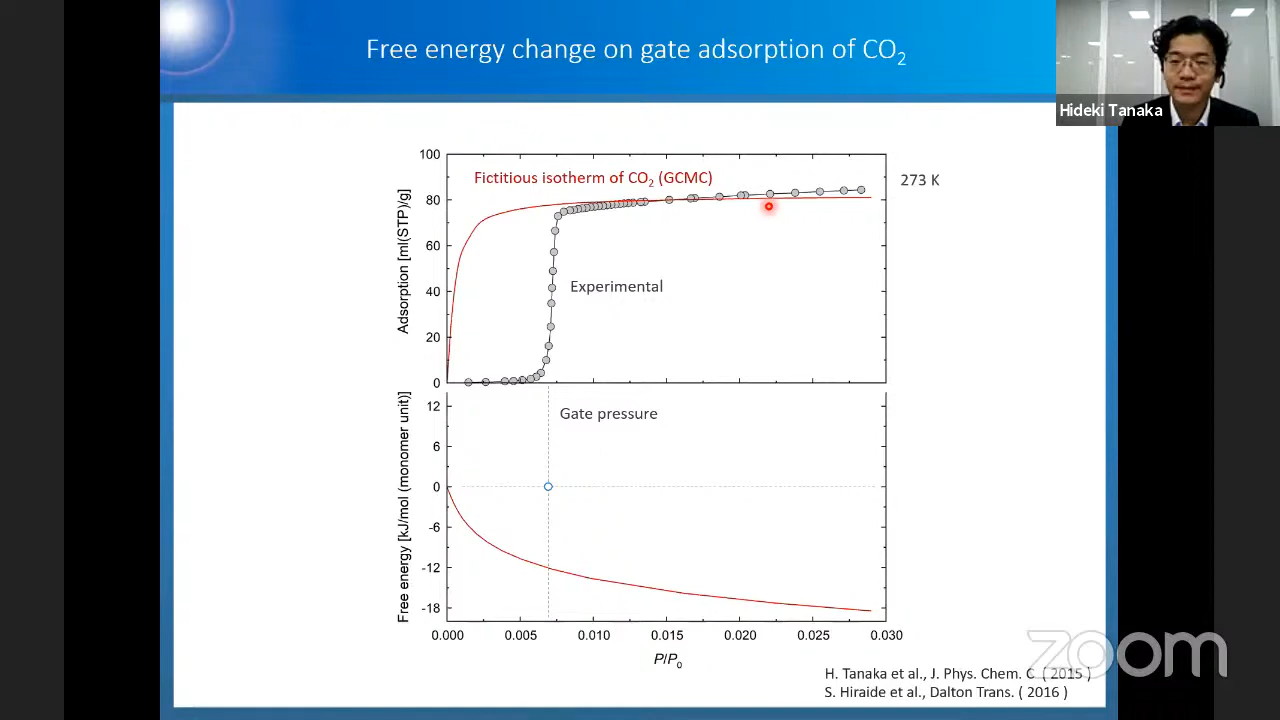 Free energy change on gate adsorption of CO2
Hideki Tanaka
100
80
60
40
20
0
Adsorption [ml(STP)/g]
Fictitious isotherm of CO2 (GCMC)
273 K
Experimental
12
6
0
-6
-12
-18
Free energy [kJ/mol (monomer unit)]
Gate pressure
0.000 0.005 0.010 0.015 0.020 0.025 0.030
P/P0
zoom
H. Tanaka et al., J. Phys. Chem. C ( 2015 )
S. Hiraide et al., Dalton Trans. ( 2016 )